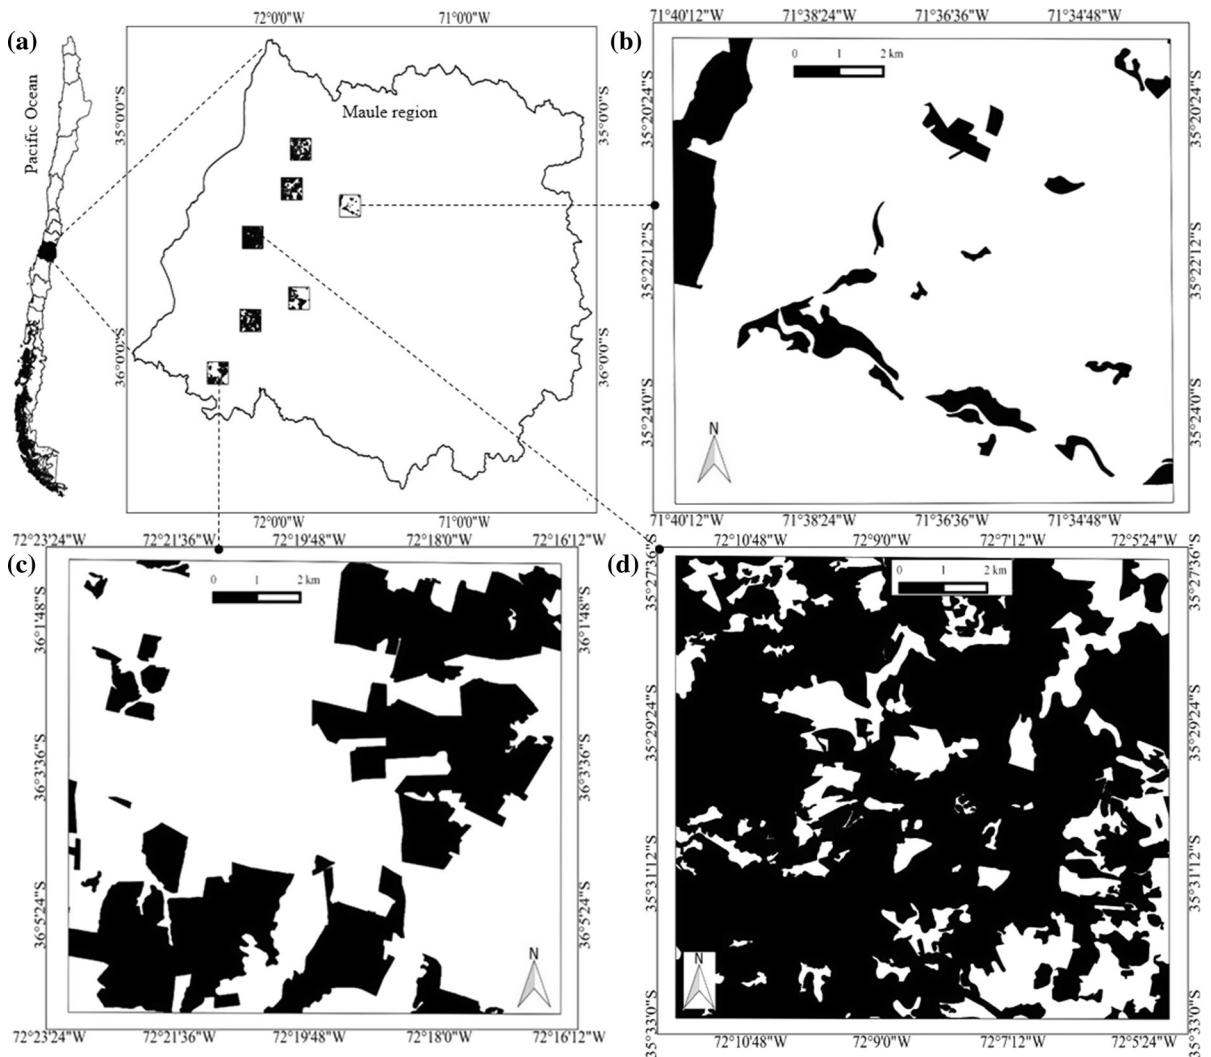 (a)
72°0'0"W 71°0'0"W
Pacific Ocean
Maule region
35°0'0"S
36°0'0"S
35°0'0"S
36°0'0"S
72°0'0"W 71°0'0"W
(b)
71°40'12"W 71°38'24"W 71°36'36"W 71°34'48"W
0 1 2 km
35°20'24"S
35°22'12"S
35°24'0"S
35°20'24"S
35°22'12"S
35°24'0"S
N
71°40'12"W 71°38'24"W 71°36'36"W 71°34'48"W
(c)
72°23'24"W 72°21'36"W 72°19'48"W 72°18'0"W 72°16'12"W
0 1 2 km
36°1'48"S
36°3'36"S
36°5'24"S
36°1'48"S
36°3'36"S
36°5'24"S
N
72°23'24"W 72°21'36"W 72°19'48"W 72°18'0"W 72°16'12"W
(d)
72°10'48"W 72°9'0"W 72°7'12"W 72°5'24"W
0 1 2 km
35°27'36"S
35°29'24"S
35°31'12"S
35°33'0"S
35°27'36"S
35°29'24"S
35°31'12"S
35°33'0"S
N
72°10'48"W 72°9'0"W 72°7'12"W 72°5'24"W